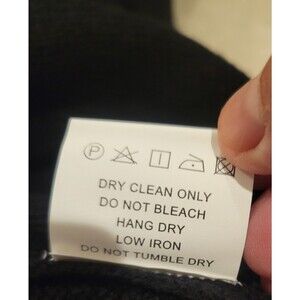 P
DRY CLEAN ONLY
DO NOT BLEACH
HANG DRY
LOW IRON
DO NOT TUMBLE DRY